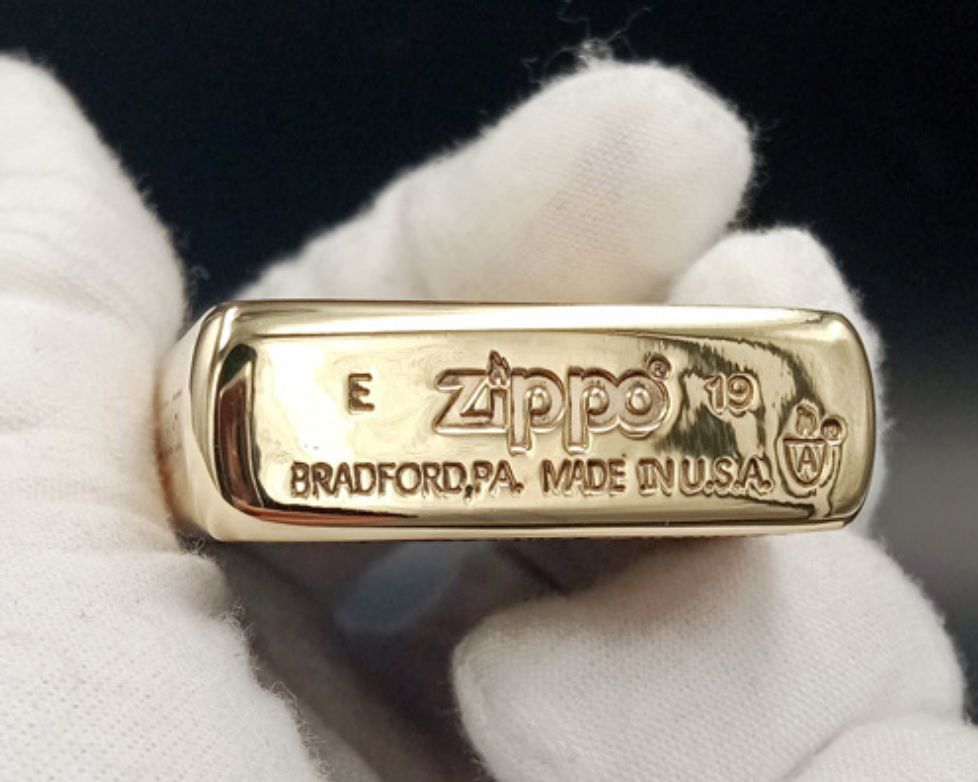 E zippo® 19
BRADFORD,PA. MADE IN U.S.A.
A